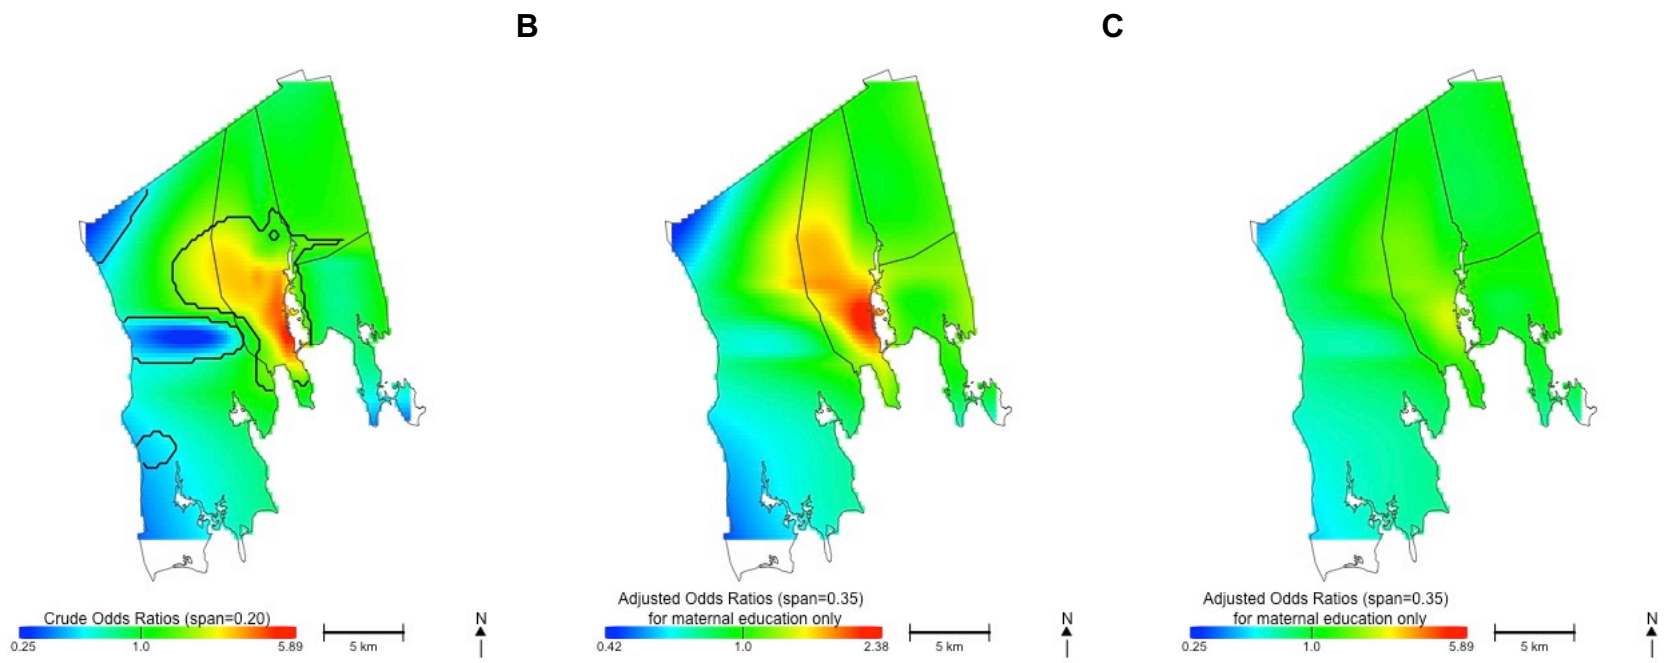 B
C
Crude Odds Ratios (span=0.20)
0.25 1.0 5.89
5 km
N
Adjusted Odds Ratios (span=0.35)
for maternal education only
0.42 1.0 2.38
5 km
N
Adjusted Odds Ratios (span=0.35)
for maternal education only
0.25 1.0 5.89
5 km
N